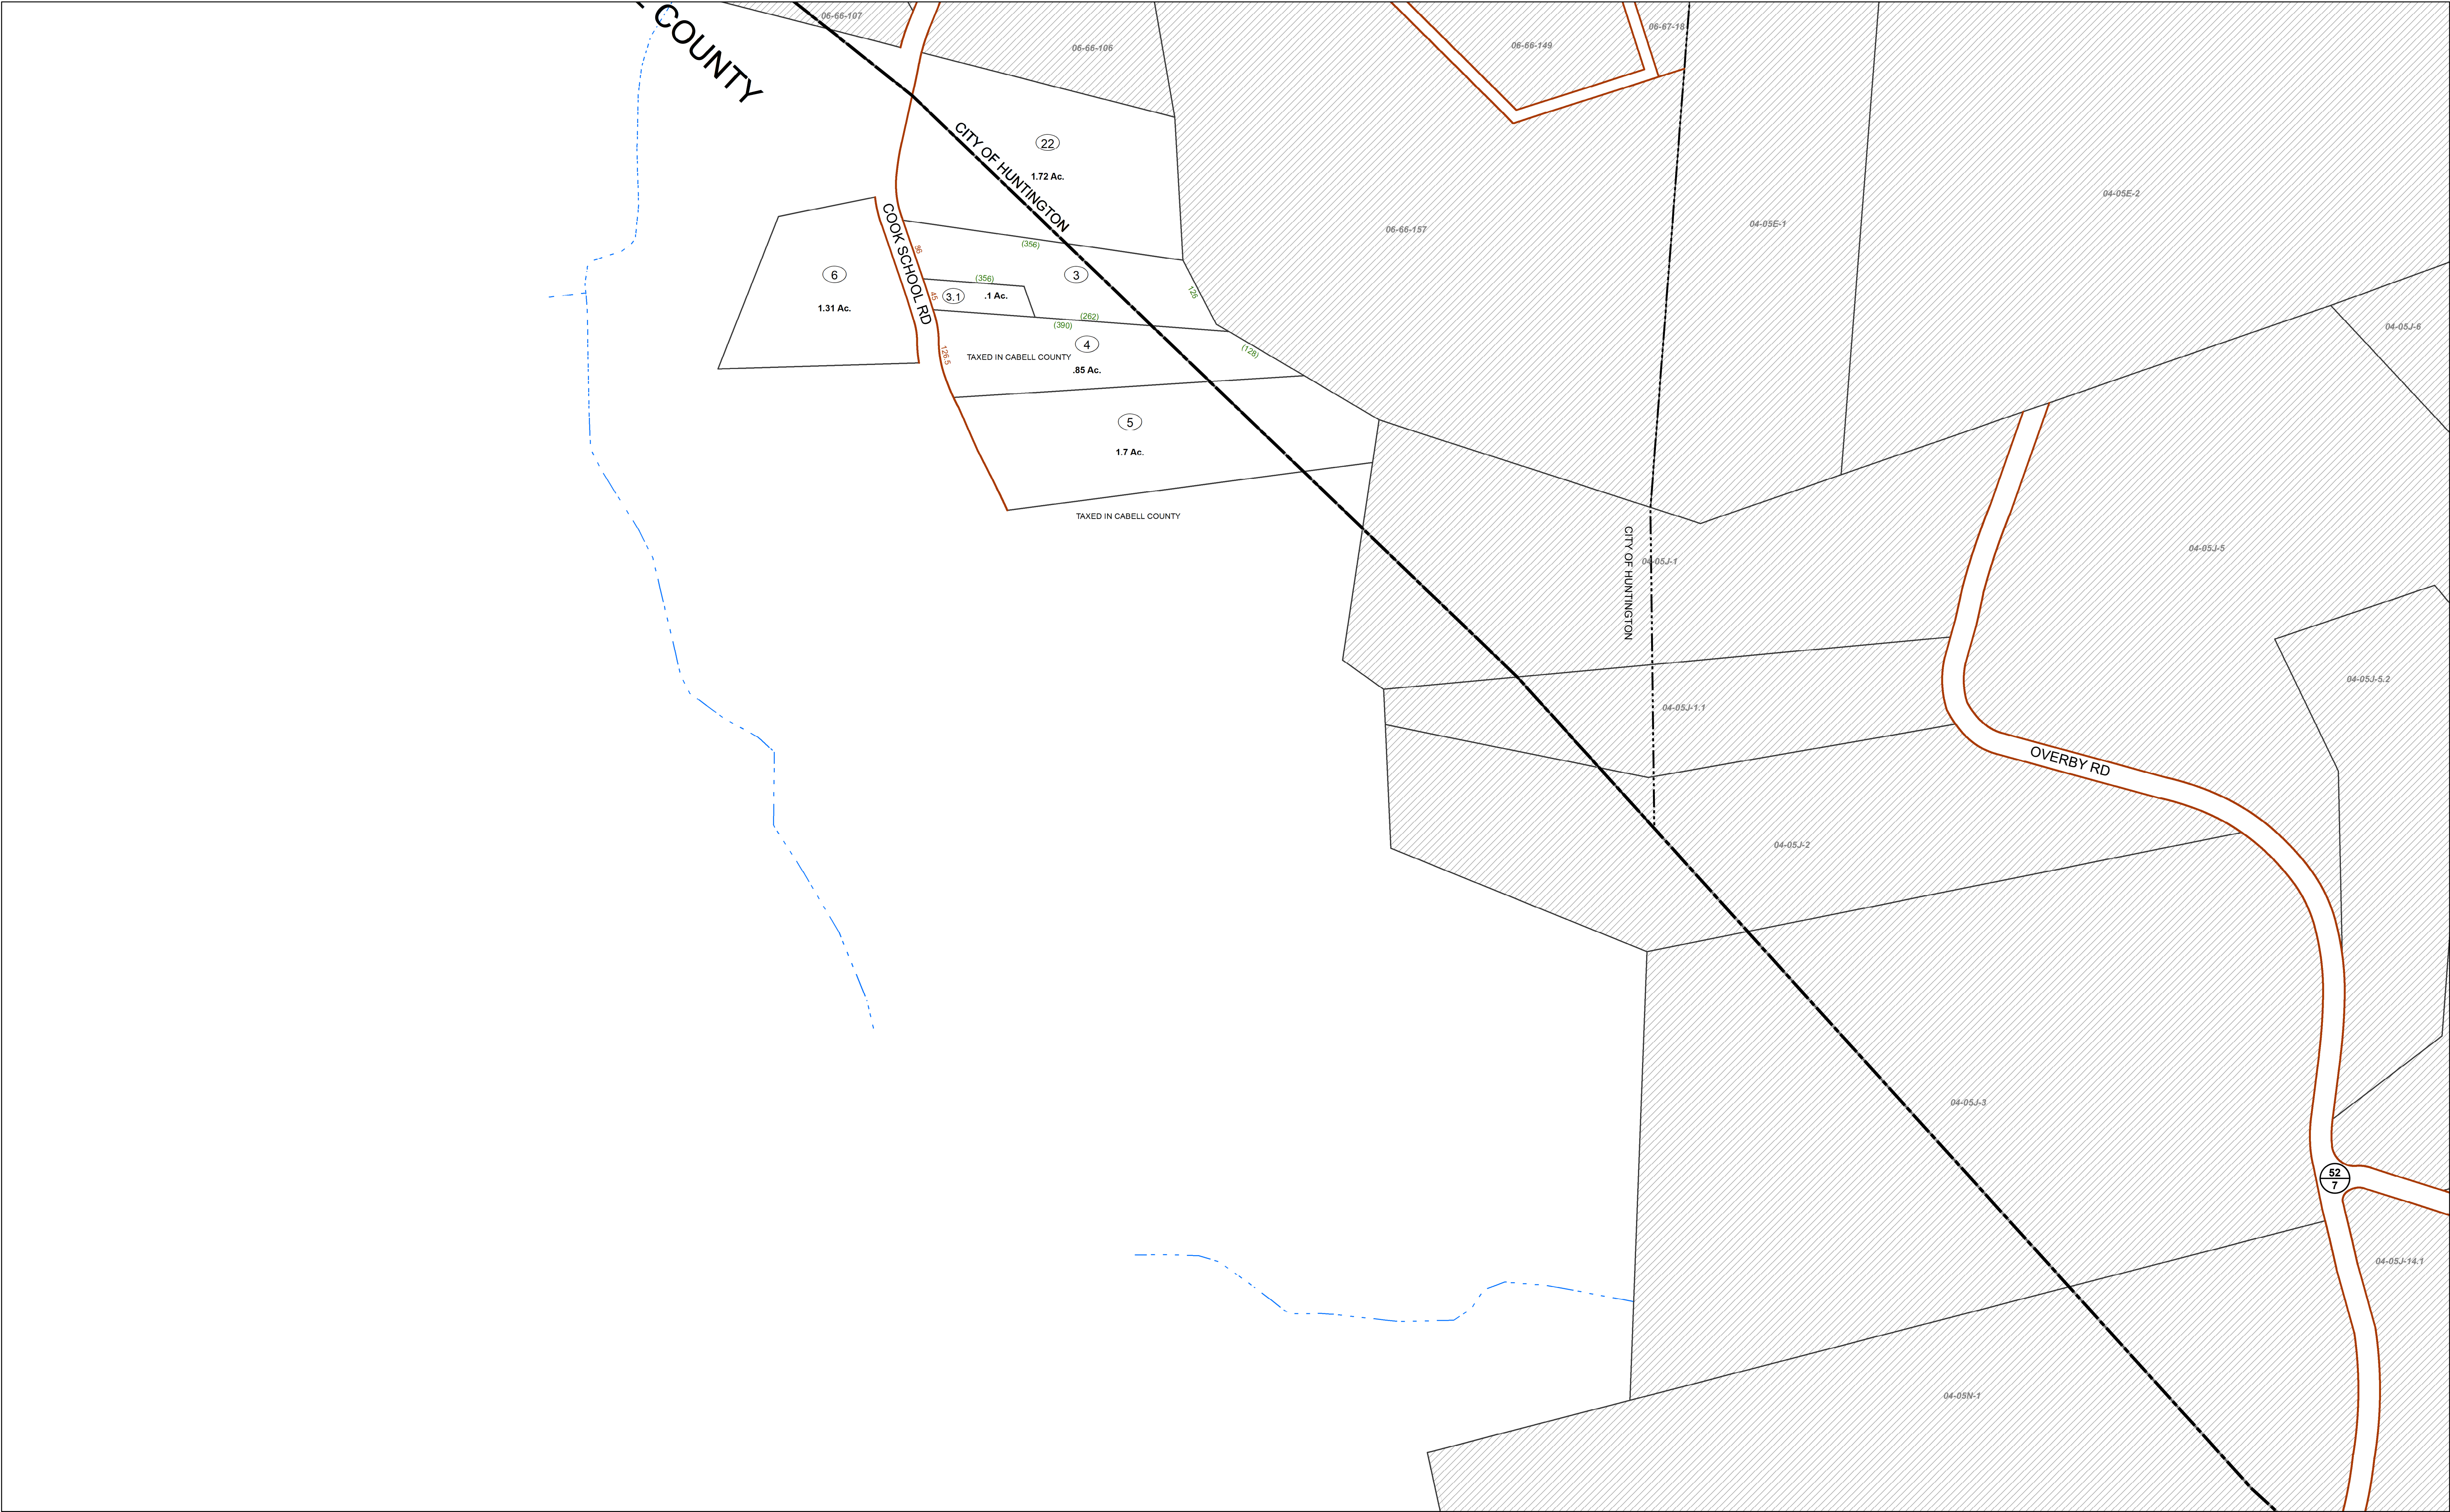 COUNTY
06-66-107
06-66-106
06-66-149
06-67-18
CITY OF HUNTINGTON
22
1.72 Ac.
06-66-157
04-05E-1
04-05E-2
COOK SCHOOL RD
6
1.31 Ac.
(356)
3
(356)
3.1
.1 Ac.
45
(262)
(390)
126.5
4
.85 Ac.
TAXED IN CABELL COUNTY
(128)
5
1.7 Ac.
TAXED IN CABELL COUNTY
04-05J-6
CITY OF HUNTINGTON
04-05J-1
04-05J-5
04-05J-5.2
04-05J-1.1
OVERBY RD
04-05J-2
04-05J-3
52
7
04-05J-14.1
04-05N-1